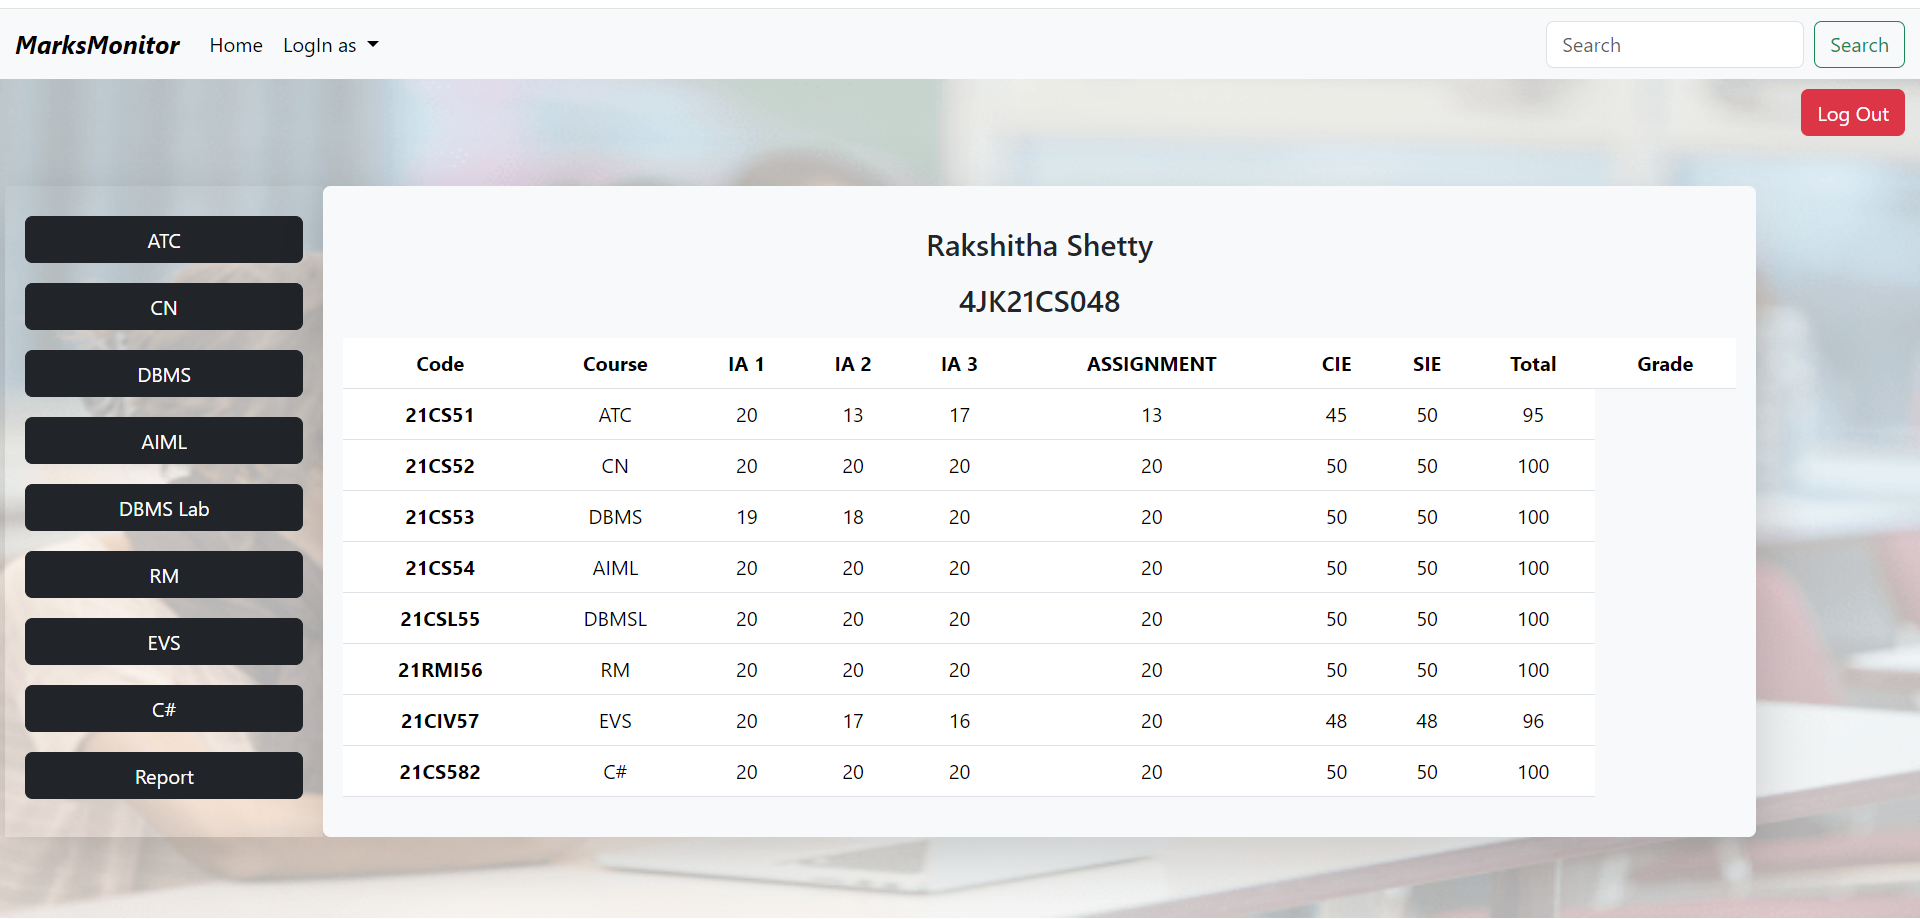 MarksMonitor Home LogIn as Search Search
Log Out
ATC
CN
DBMS
AIML
DBMS Lab
RM
EVS
C#
Report
Rakshitha Shetty
4JK21CS048
Code Course IA 1 IA 2 IA 3 ASSIGNMENT CIE SIE Total Grade
21CS51 ATC 20 13 17 13 45 50 95
21CS52 CN 20 20 20 20 50 50 100
21CS53 DBMS 19 18 20 20 50 50 100
21CS54 AIML 20 20 20 20 50 50 100
21CSL55 DBMSL 20 20 20 20 50 50 100
21RMI56 RM 20 20 20 20 50 50 100
21CIV57 EVS 20 17 16 20 48 48 96
21CS582 C# 20 20 20 20 50 50 100